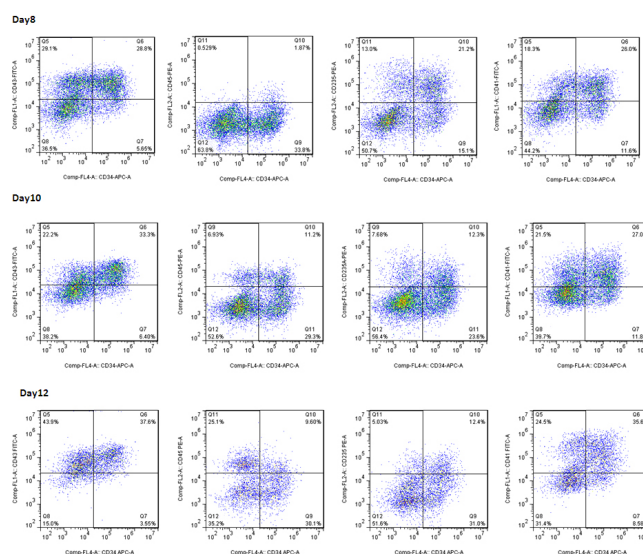 Day8
Q5
29.1%
Q6
28.8%
Q8
36.5%
Q7
5.65%
Comp-FL1-A: CD43-FITC-A
Comp-FL4-A:: CD34-APC-A
Q11
0.529%
Q10
1.87%
Q12
63.8%
Q9
33.8%
Comp-FL2-A:: CD45-PE-A
Comp-FL4-A:: CD34-APC-A
Q11
13.0%
Q10
21.2%
Q12
50.7%
Q9
15.1%
Comp-FL2-A:: CD235-PE-A
Comp-FL4-A:: CD34-APC-A
Q5
18.3%
Q6
26.0%
Q8
44.2%
Q7
11.6%
Comp-FL1-A:: CD41-FITC-A
Comp-FL4-A:: CD34-APC-A
Day10
Q5
22.2%
Q6
33.3%
Q8
38.2%
Q7
6.40%
Comp-FL1-A:: CD43-FITC-A
Comp-FL4-A:: CD34-APC-A
Q9
6.93%
Q10
11.2%
Q12
52.6%
Q11
29.3%
Comp-FL2-A:: CD45-PE-A
Comp-FL4-A:: CD34-APC-A
Q9
7.68%
Q10
12.3%
Q12
56.4%
Q11
23.6%
Comp-FL2-A:: CD235A-PE-A
Comp-FL4-A:: CD34-APC-A
Q5
21.5%
Q6
37.0
Q8
39.7%
Q7
11.8
Comp-FL1-A:: CD41-FITC-A
Comp-FL4-A:: CD34-APC-A
Day12
Q5
43.9%
Q6
37.6%
Q8
15.0%
Q7
3.55%
Comp-FL1-A:: CD43 FITC-A
Comp-FL4-A:: CD34 APC-A
Q11
25.1%
Q10
9.60%
Q12
35.2%
Q9
30.1%
Comp-FL2-A:: CD45 PE-A
Comp-FL4-A:: CD34 APC-A
Q11
5.03%
Q10
12.4%
Q12
51.6%
Q9
31.0%
Comp-FL2-A:: CD235 PE-A
Comp-FL4-A:: CD34 APC-A
Q5
24.5%
Q6
35.6
Q8
31.4%
Q7
8.59
Comp-FL1-A:: CD41 FITC-A
Comp-FL4-A:: CD34 APC-A